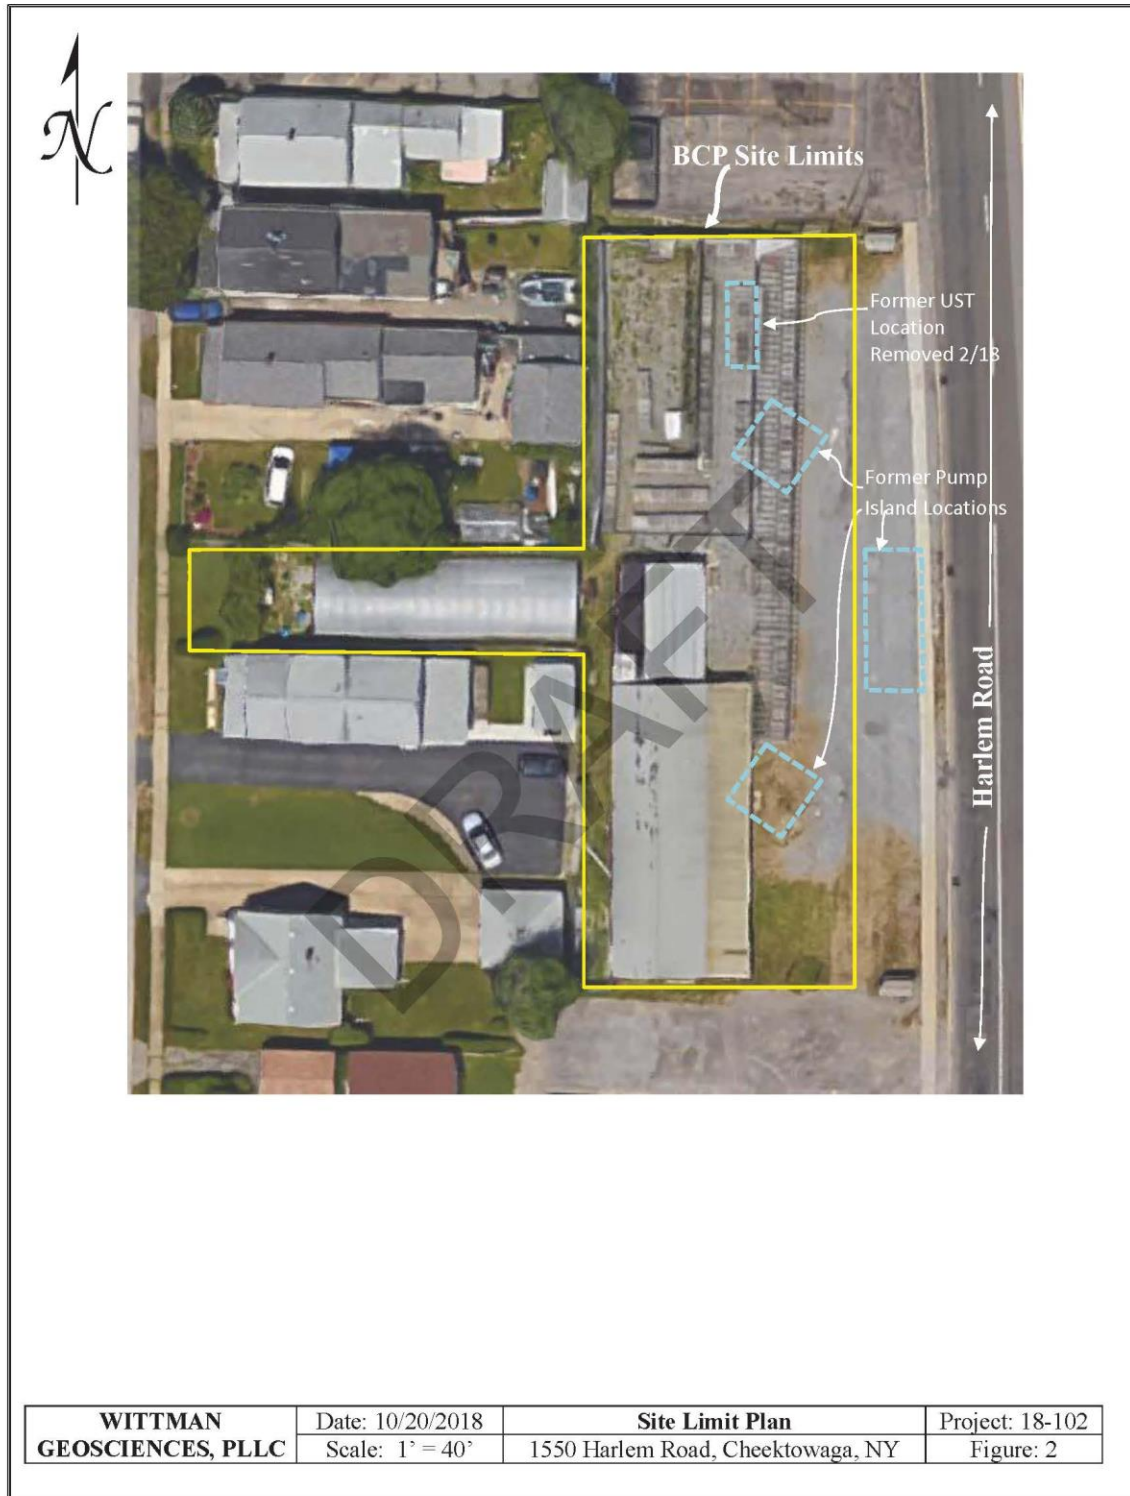 N
BCP Site Limits
Former UST
Location
Removed 2/13
Former Pump
Island Locations
Harlem Road
DRAFT
WITTMAN
GEOSCIENCES, PLLC
Date: 10/20/2018
Scale: 1’ = 40’
Site Limit Plan
1550 Harlem Road, Cheektowaga, NY
Project: 18-102
Figure: 2